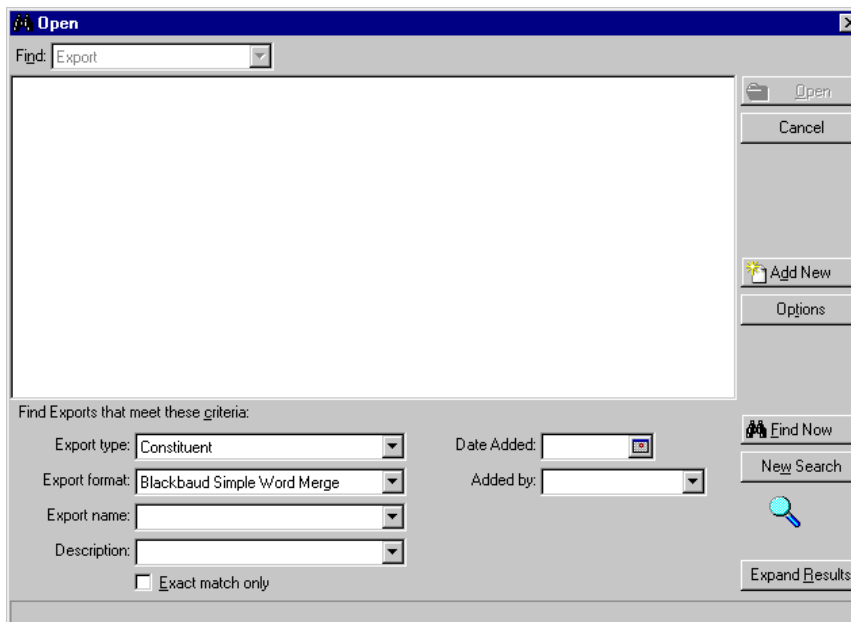 Open
Find: Export
Open
Cancel
Add New
Options
Find Exports that meet these criteria:
Export type: Constituent
Date Added:
Find Now
Export format: Blackbaud Simple Word Merge
Added by:
New Search
Export name:
Description:
Exact match only
Expand Results